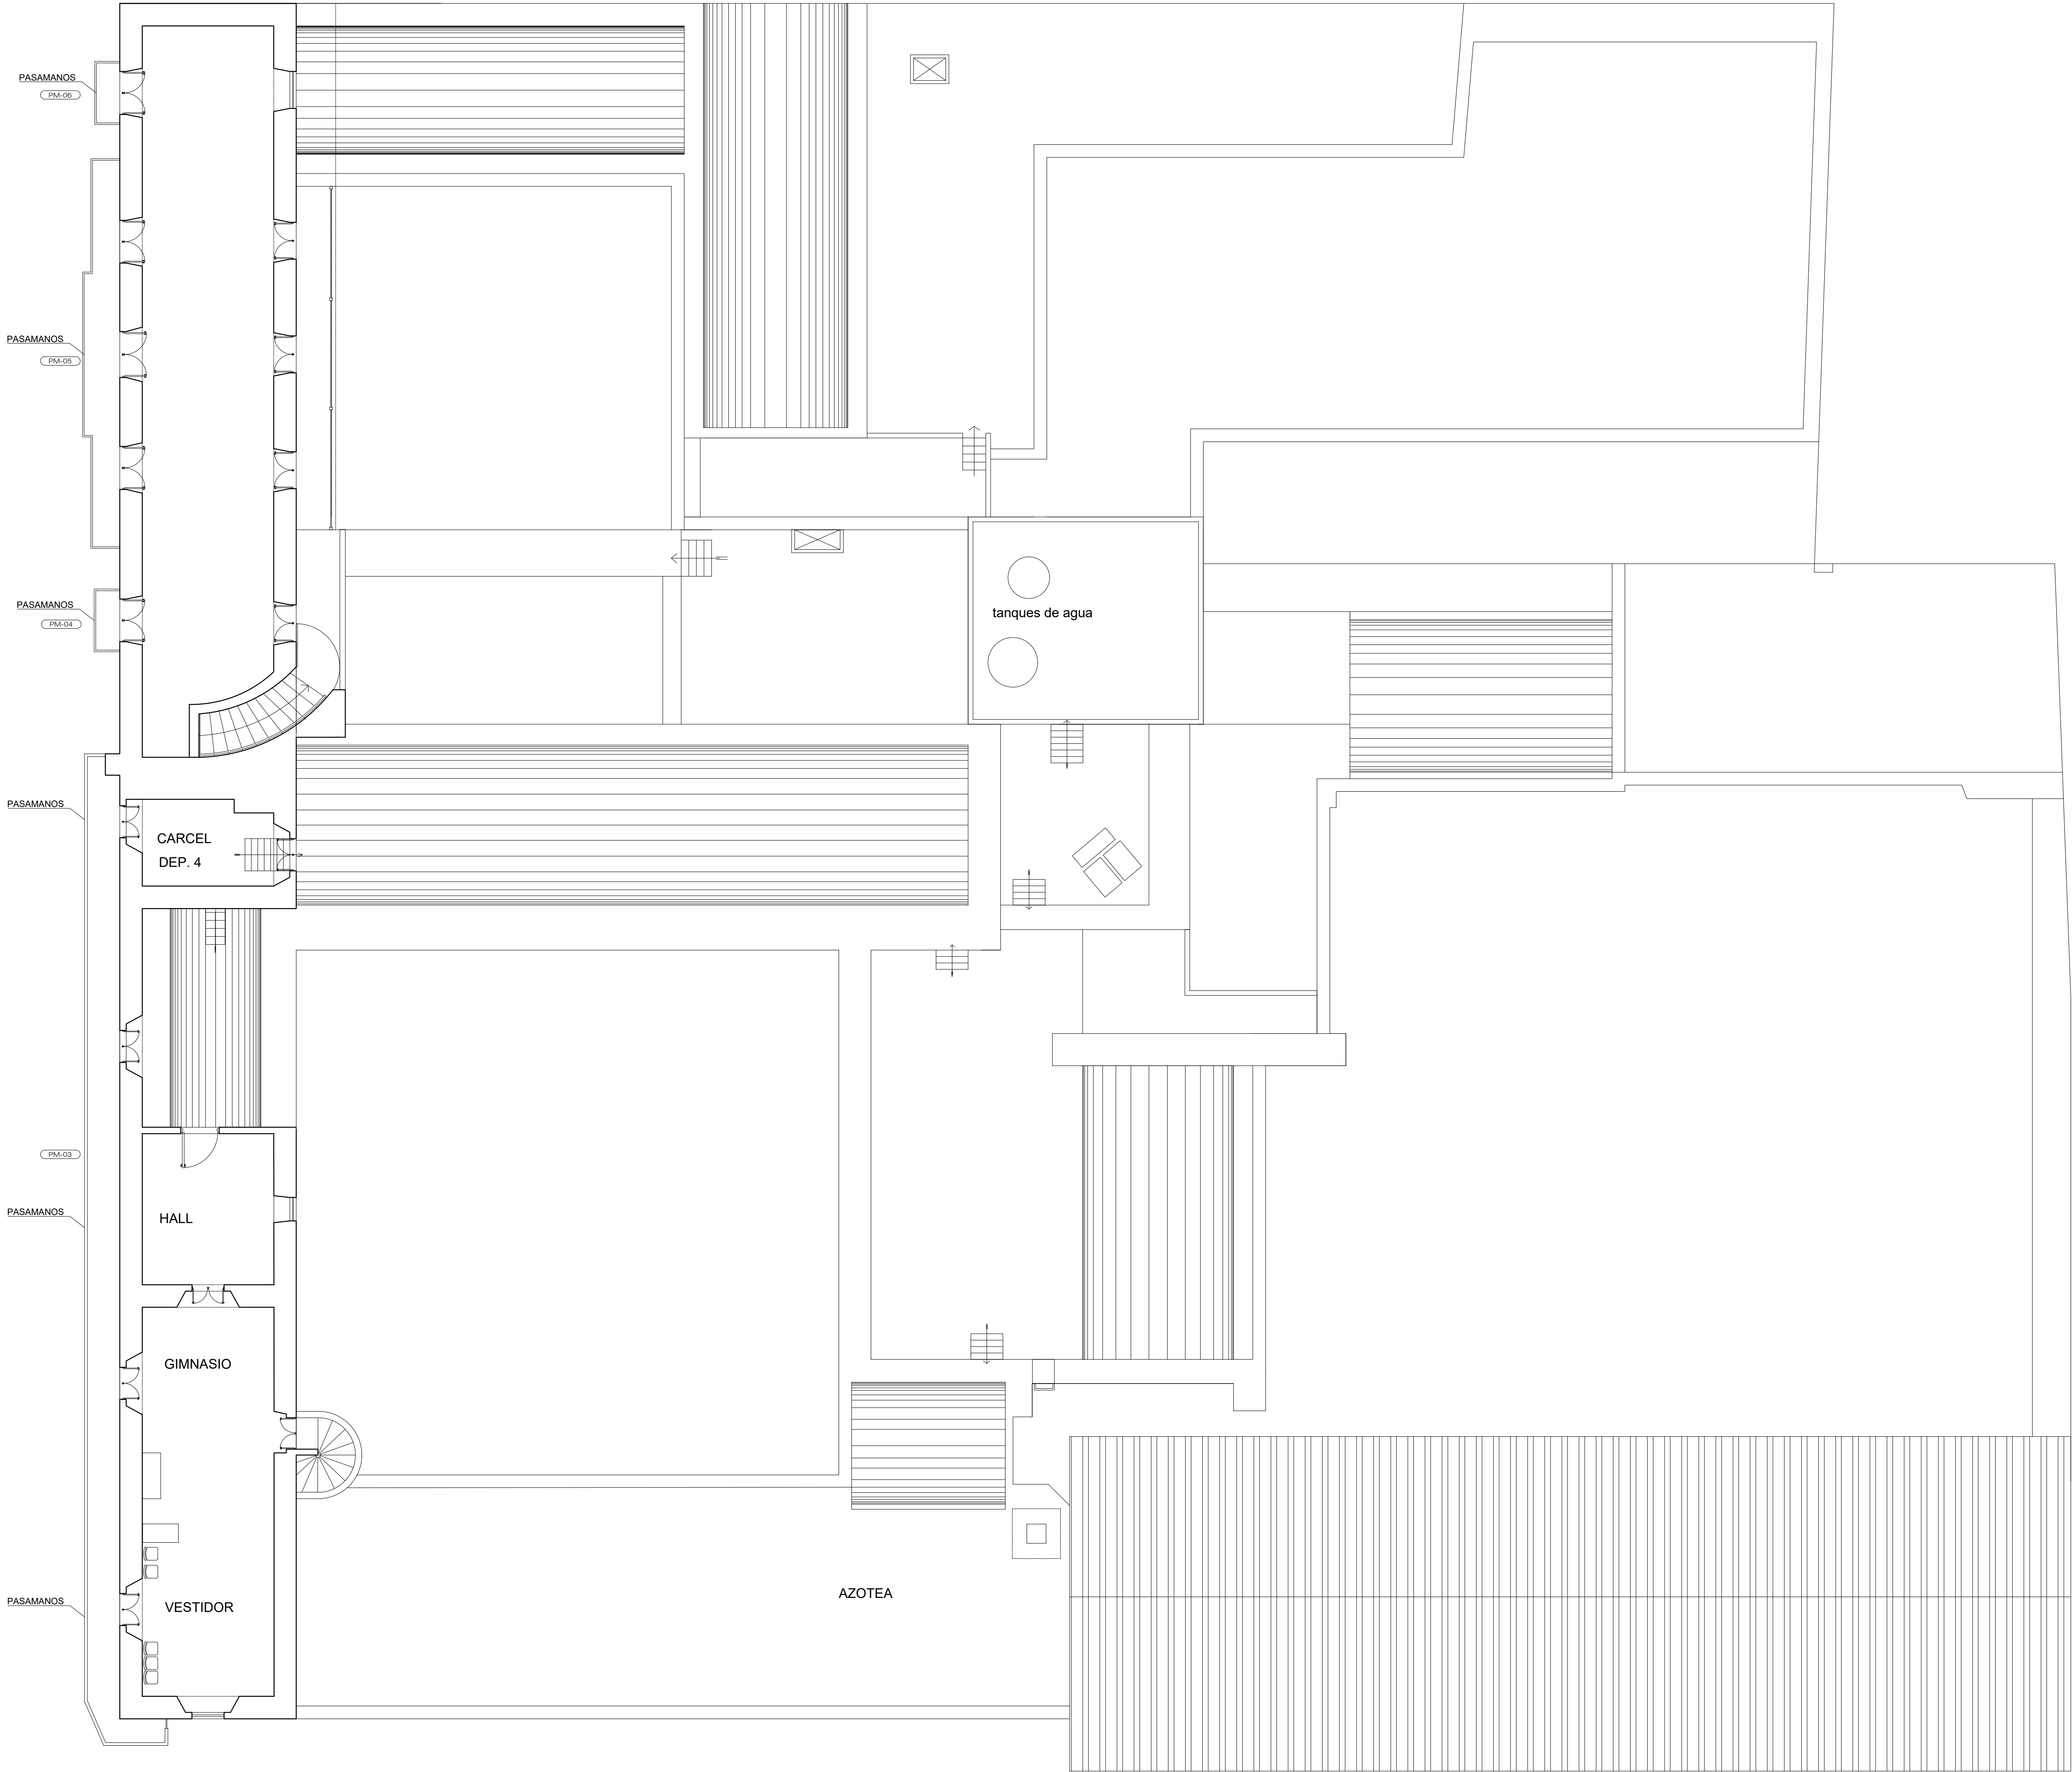 PASAMANOS
PM-06
PASAMANOS
PM-05
PASAMANOS
PM-04
tanques de agua
PASAMANOS
CARCEL
DEP. 4
PM-03
PASAMANOS
HALL
GIMNASIO
PASAMANOS
VESTIDOR
AZOTEA